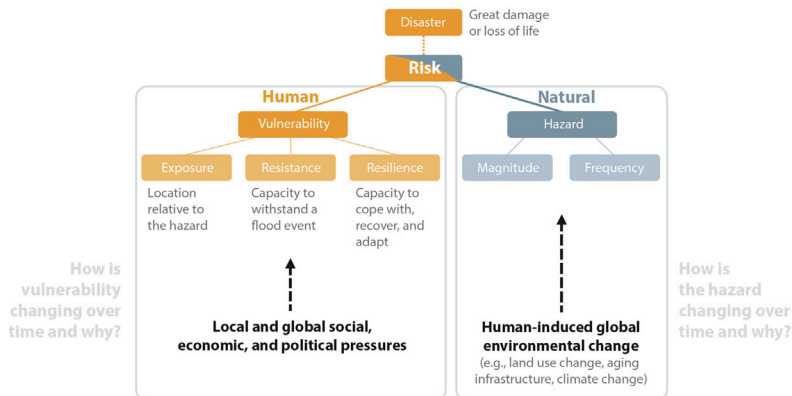 Disaster
Great damage
or loss of life
Risk
Human
Natural
Vulnerability
Hazard
Exposure
Resistance
Resilience
Magnitude
Frequency
Location
relative to
the hazard
Capacity to
withstand a
flood event
Capacity to
cope with,
recover, and
adapt
How is
vulnerability
changing over
time and why?
Local and global social,
economic, and political pressures
Human-induced global
environmental change
(e.g., land use change, aging
infrastructure, climate change)
How is
the hazard
changing over
time and why?